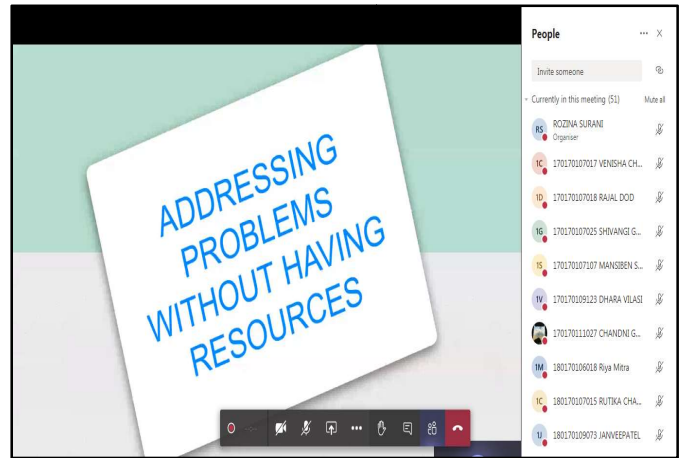 ADDRESSING
PROBLEMS
WITHOUT HAVING
RESOURCES
People
Invite someone
Currently in this meeting (51)
Mute all
RS
ROZINA SURANI
Organiser
1C
170170107017 VENISHA CH...
1D
170170107018 RAJAL DOD
1G
170170107025 SHIVANGI G...
1S
170170107107 MANSIBEN S...
1V
170170109123 DHARA VILASI
170170111027 CHANDNI G...
1M
180170106018 Riya Mitra
1C
180170107015 RUTIKA CHA...
1J
180170109073 JANVEEPATEL